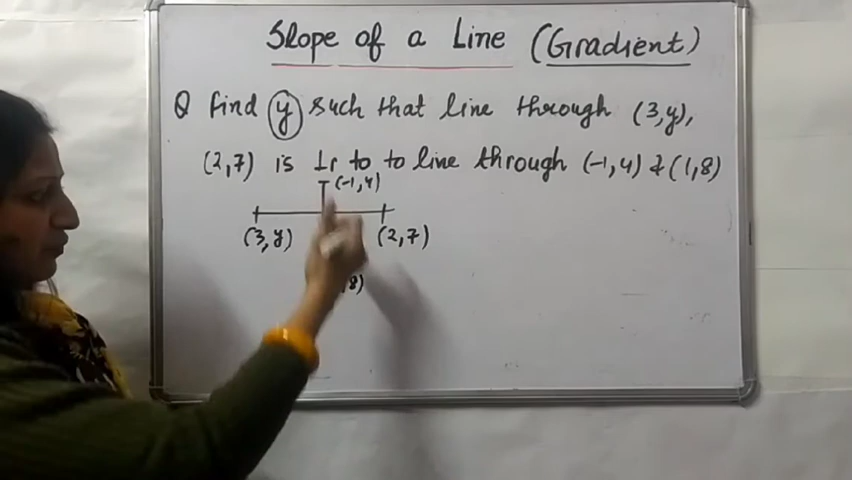 Slope of a Line (Gradient)
Q find y such that line through (3,y),
(2,7) is ⊥r to to line through (-1,4) & (1,8)
(-1,4)
(3,y) (2,7)
,8)